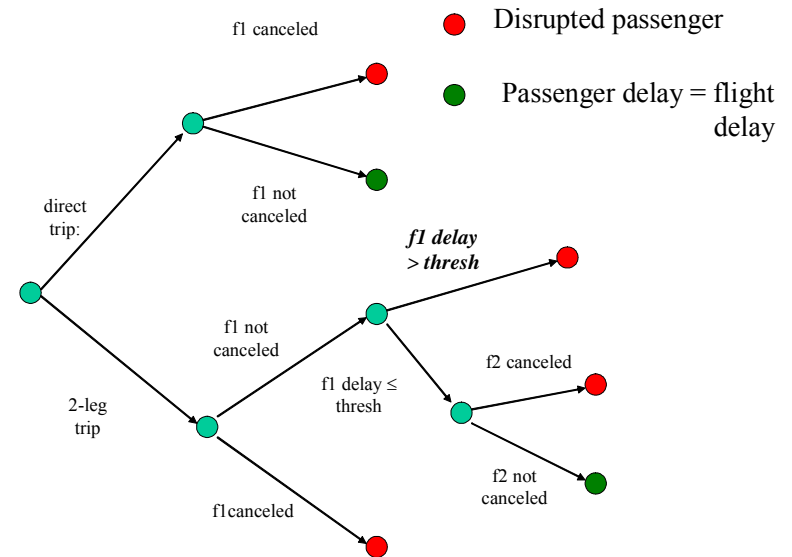 f1 canceled
Disrupted passenger
Passenger delay = flight
delay
f1 not
canceled
direct
trip:
f1 delay
> thresh
f1 not
canceled
f1 delay ≤
thresh
f2 canceled
2-leg
trip
f2 not
canceled
f1canceled